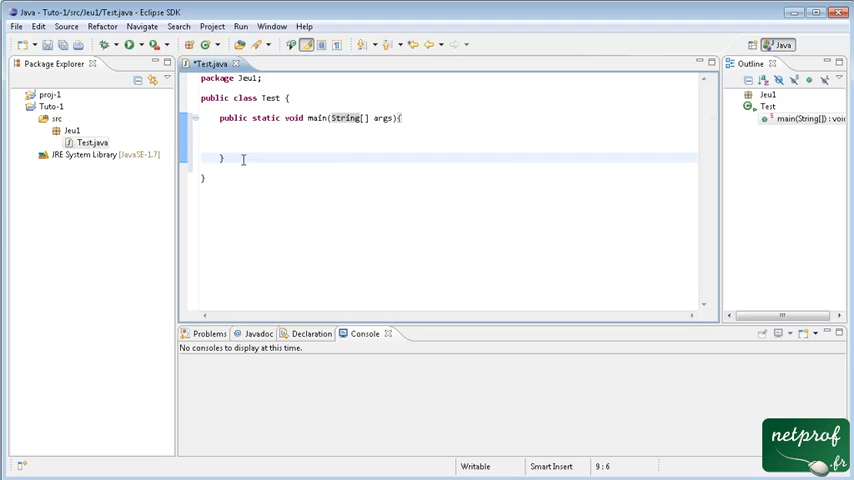 Java - Tuto-1/src/Jeu1/Test.java - Eclipse SDK
File Edit Source Refactor Navigate Search Project Run Window Help
Java
Package Explorer
proj-1
Tuto-1
src
Jeu1
Test.java
JRE System Library [JavaSE-1.7]
*Test.java
package Jeu1;
public class Test {
public static void main(String[] args){
}
}
Outline
Jeu1
Test
main(String[]) : void
Problems @ Javadoc Declaration Console
No consoles to display at this time.
Writable Smart Insert 9 : 6
netprof
.fr